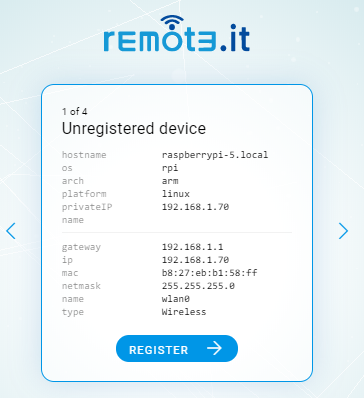 remot3.it
1 of 4
Unregistered device
hostname raspberrypi-5.local
os rpi
arch arm
platform linux
privateIP 192.168.1.70
name
gateway 192.168.1.1
ip 192.168.1.70
mac b8:27:eb:b1:58:ff
netmask 255.255.255.0
name wlan0
type Wireless
REGISTER